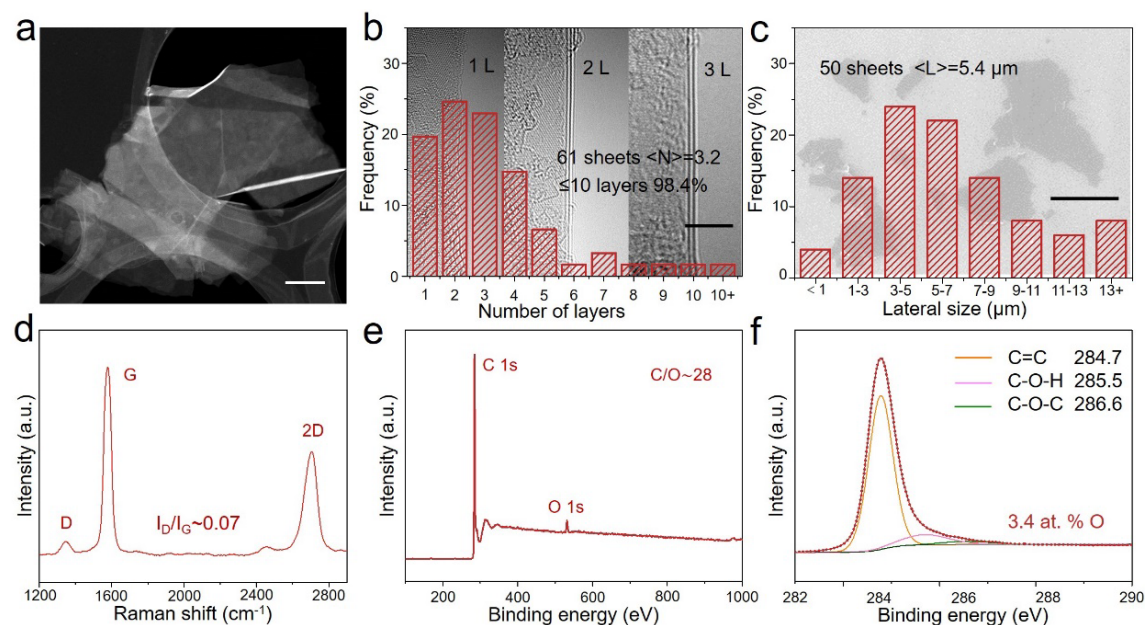 a
b
Frequency (%)
30
20
10
0
1 L
2 L
3 L
61 sheets <N>=3.2
≤10 layers 98.4%
1 2 3 4 5 6 7 8 9 10 10+
Number of layers
c
Frequency (%)
30
20
10
0
50 sheets <L>=5.4 µm
< 1 1-3 3-5 5-7 7-9 9-11 11-13 13+
Lateral size (µm)
d
Intensity (a.u.)
G
2D
D
I_D/I_G~0.07
1200 1600 2000 2400 2800
Raman shift (cm⁻¹)
e
Intensity (a.u.)
C 1s
C/O~28
O 1s
200 400 600 800 1000
Binding energy (eV)
f
Intensity (a.u.)
C=C 284.7
C-O-H 285.5
C-O-C 286.6
3.4 at. % O
282 284 286 288 290
Binding energy (eV)